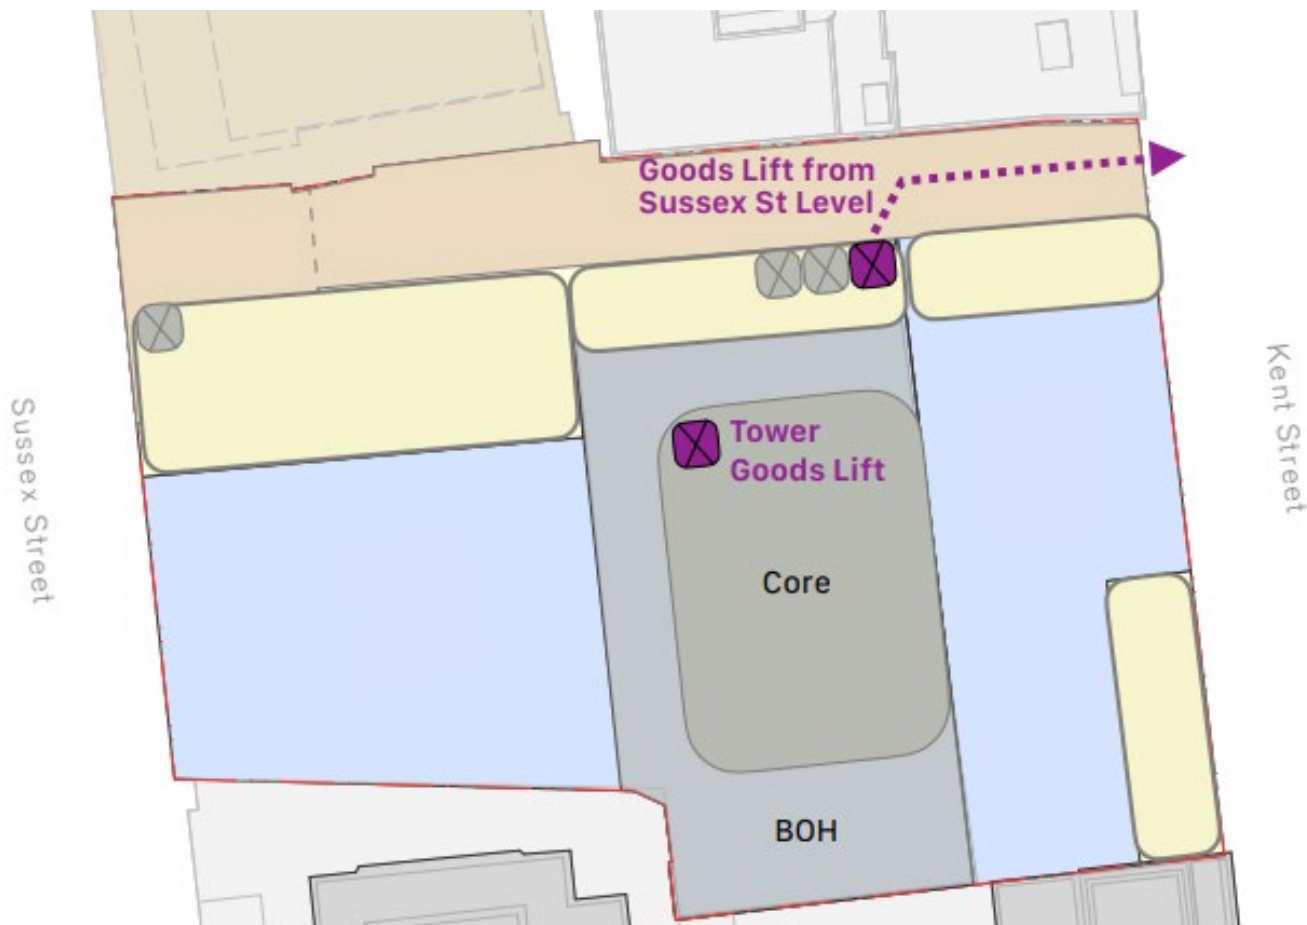 Goods Lift from
Sussex St Level
Sussex Street
Kent Street
Tower
Goods Lift
Core
BOH